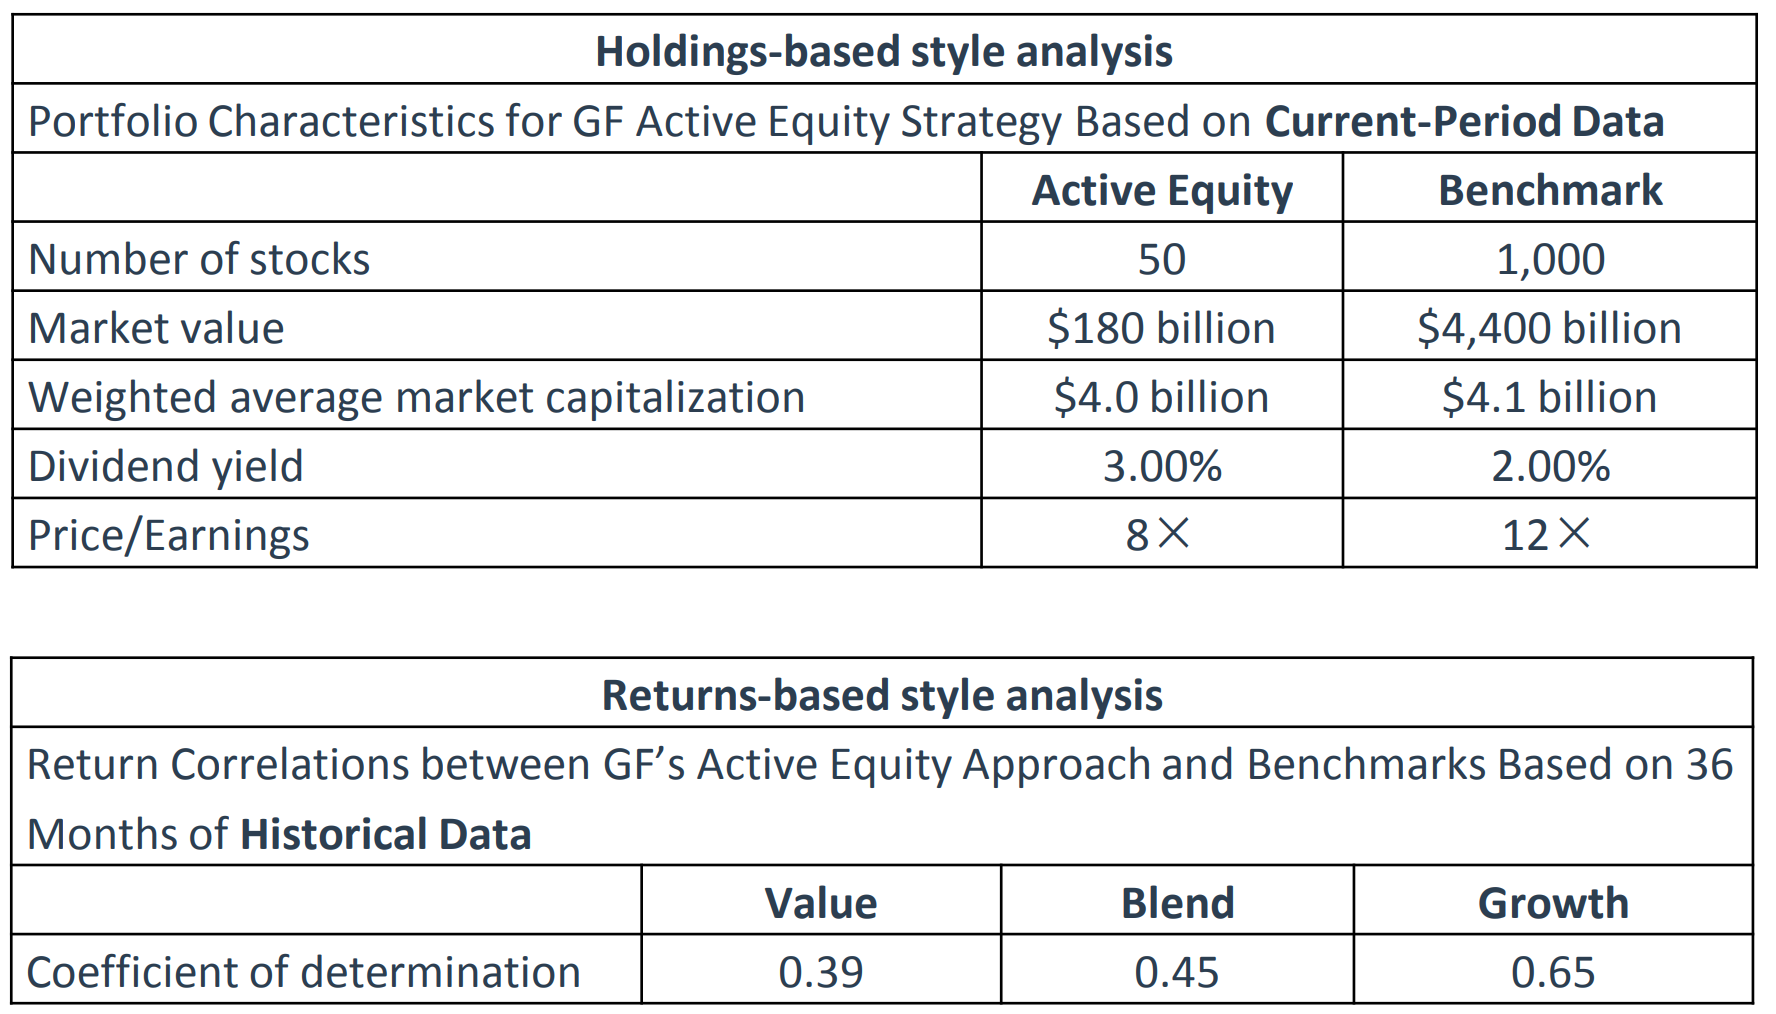 Holdings-based style analysis
Portfolio Characteristics for GF Active Equity Strategy Based on Current-Period Data
Active Equity Benchmark
Number of stocks 50 1,000
Market value $180 billion $4,400 billion
Weighted average market capitalization $4.0 billion $4.1 billion
Dividend yield 3.00% 2.00%
Price/Earnings 8× 12×
Returns-based style analysis
Return Correlations between GF’s Active Equity Approach and Benchmarks Based on 36
Months of Historical Data
Value Blend Growth
Coefficient of determination 0.39 0.45 0.65